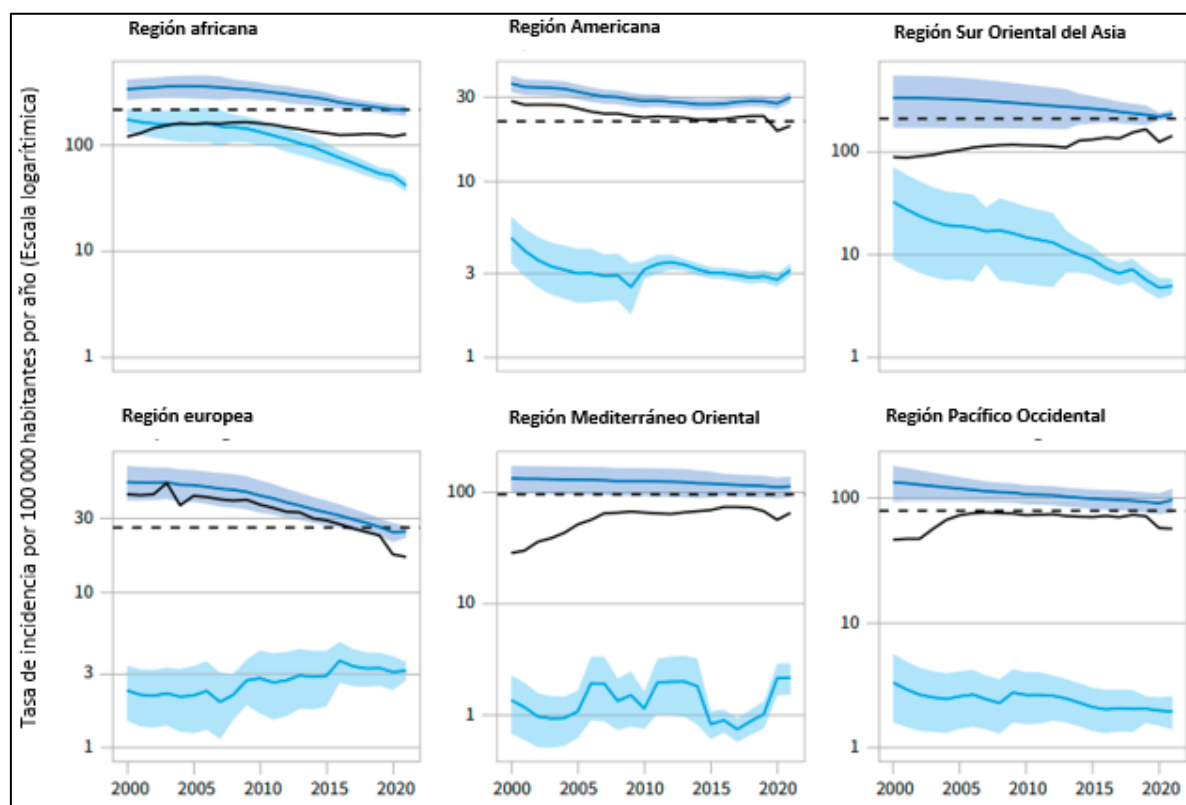 Región africana
Región Americana
Región Sur Oriental del Asia
Tasa de incidencia por 100 000 habitantes por año (Escala logarítimica)
100
10
1
30
10
3
1
100
10
1
Región europea
Región Mediterráneo Oriental
Región Pacífico Occidental
30
10
3
1
100
10
1
100
10
1
2000 2005 2010 2015 2020
2000 2005 2010 2015 2020
2000 2005 2010 2015 2020